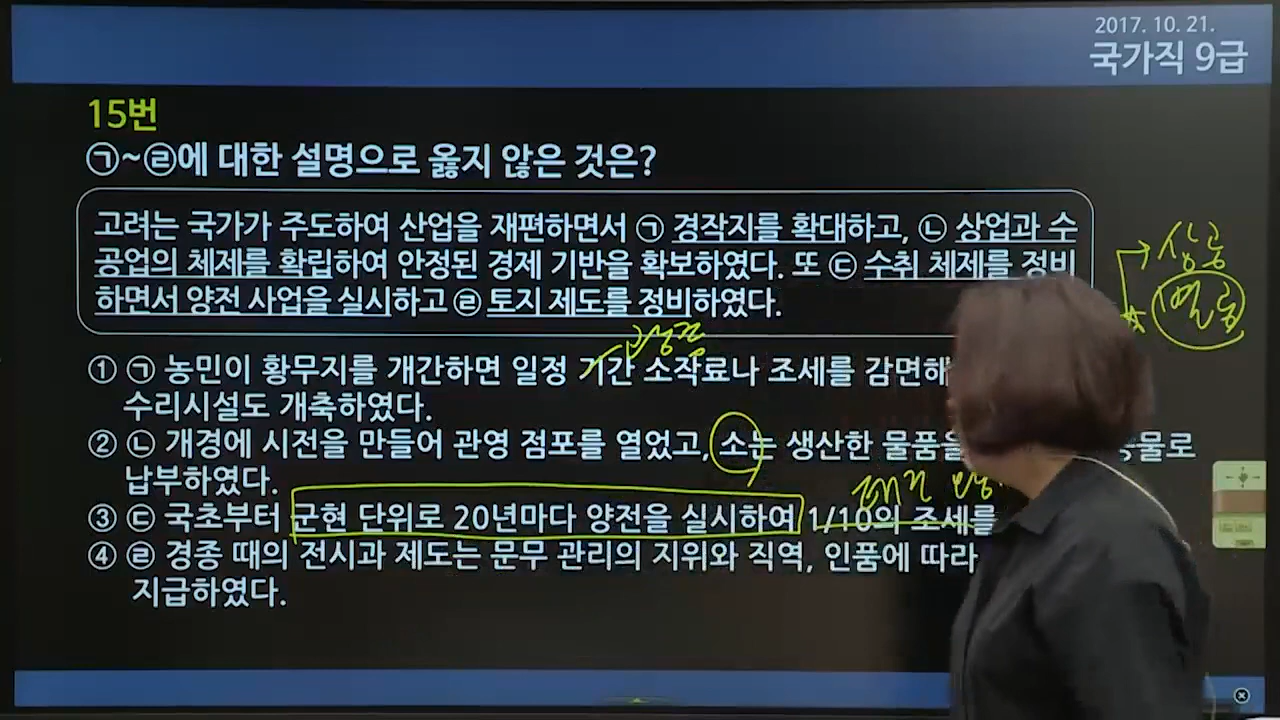 2017. 10. 21.
국가직 9급
15번
㉠~㉣에 대한 설명으로 옳지 않은 것은?
고려는 국가가 주도하여 산업을 재편하면서 ㉠ 경작지를 확대하고, ㉡ 상업과 수
공업의 체제를 확립하여 안정된 경제 기반을 확보하였다. 또 ㉢ 수취 체제를 정비
하면서 양전 사업을 실시하고 ㉣ 토지 제도를 정비하였다.
상공
별공
광종
① ㉠ 농민이 황무지를 개간하면 일정 기간 소작료나 조세를 감면해
수리시설도 개축하였다.
② ㉡ 개경에 시전을 만들어 관영 점포를 열었고, 소는 생산한 물품을 공물로
납부하였다.
③ ㉢ 국초부터 군현 단위로 20년마다 양전을 실시하여 1/10의 조세를
④ ㉣ 경종 때의 전시과 제도는 문무 관리의 지위와 직역, 인품에 따라
지급하였다.